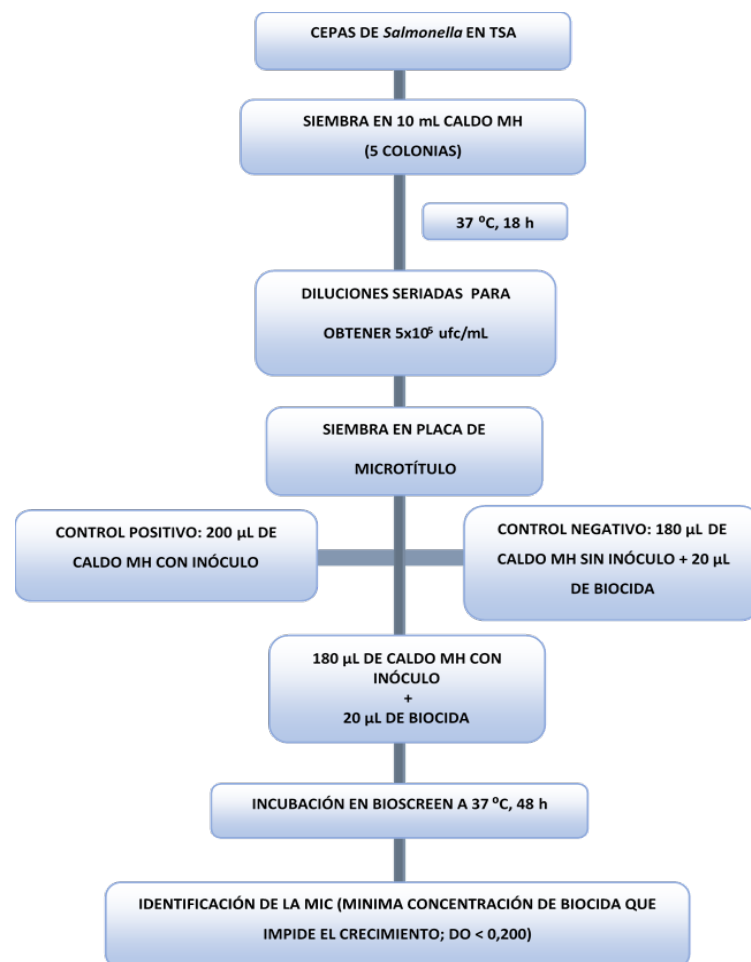 CEPAS DE Salmonella EN TSA
SIEMBRA EN 10 mL CALDO MH
(5 COLONIAS)
37 ºC, 18 h
DILUCIONES SERIADAS PARA
OBTENER 5x10⁵ ufc/mL
SIEMBRA EN PLACA DE
MICROTÍTULO
CONTROL POSITIVO: 200 µL DE
CALDO MH CON INÓCULO
CONTROL NEGATIVO: 180 µL DE
CALDO MH SIN INÓCULO + 20 µL
DE BIOCIDA
180 µL DE CALDO MH CON
INÓCULO
+
20 µL DE BIOCIDA
INCUBACIÓN EN BIOSCREEN A 37 ºC, 48 h
IDENTIFICACIÓN DE LA MIC (MINIMA CONCENTRACIÓN DE BIOCIDA QUE
IMPIDE EL CRECIMIENTO; DO < 0,200)